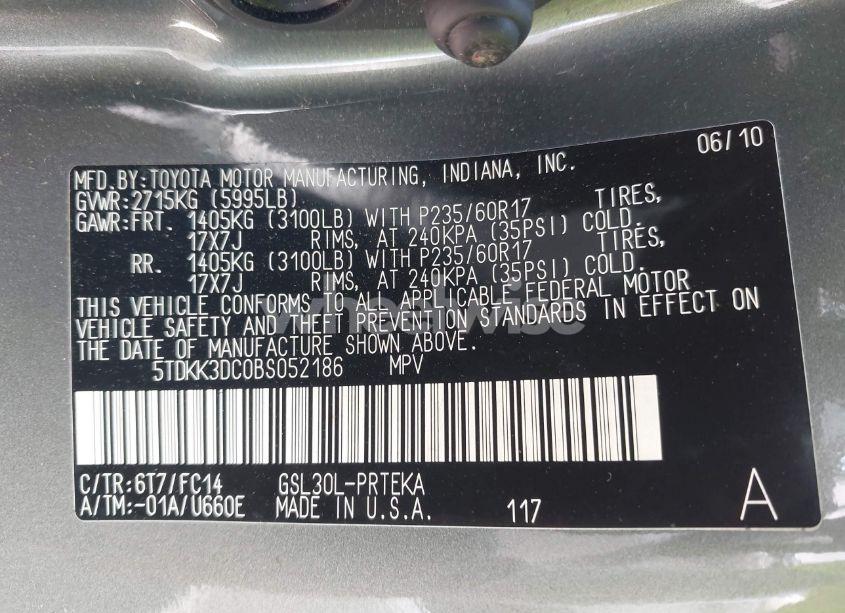 06/10
MFD.BY:TOYOTA MOTOR MANUFACTURING, INDIANA, INC.
GVWR:2715KG (5995LB)
GAWR:FRT. 1405KG (3100LB) WITH P235/60R17 TIRES,
17X7J RIMS, AT 240KPA (35PSI) COLD.
RR. 1405KG (3100LB) WITH P235/60R17 TIRES,
17X7J RIMS, AT 240KPA (35PSI) COLD.
THIS VEHICLE CONFORMS TO ALL APPLICABLE FEDERAL MOTOR
VEHICLE SAFETY AND THEFT PREVENTION STANDARDS IN EFFECT ON
THE DATE OF MANUFACTURE SHOWN ABOVE.
5TDKK3DC0BS052186 MPV
C/TR:6T7/FC14 GSL30L-PRTEKA
A/TM:-01A/U660E MADE IN U.S.A. 117 A
wheelwise